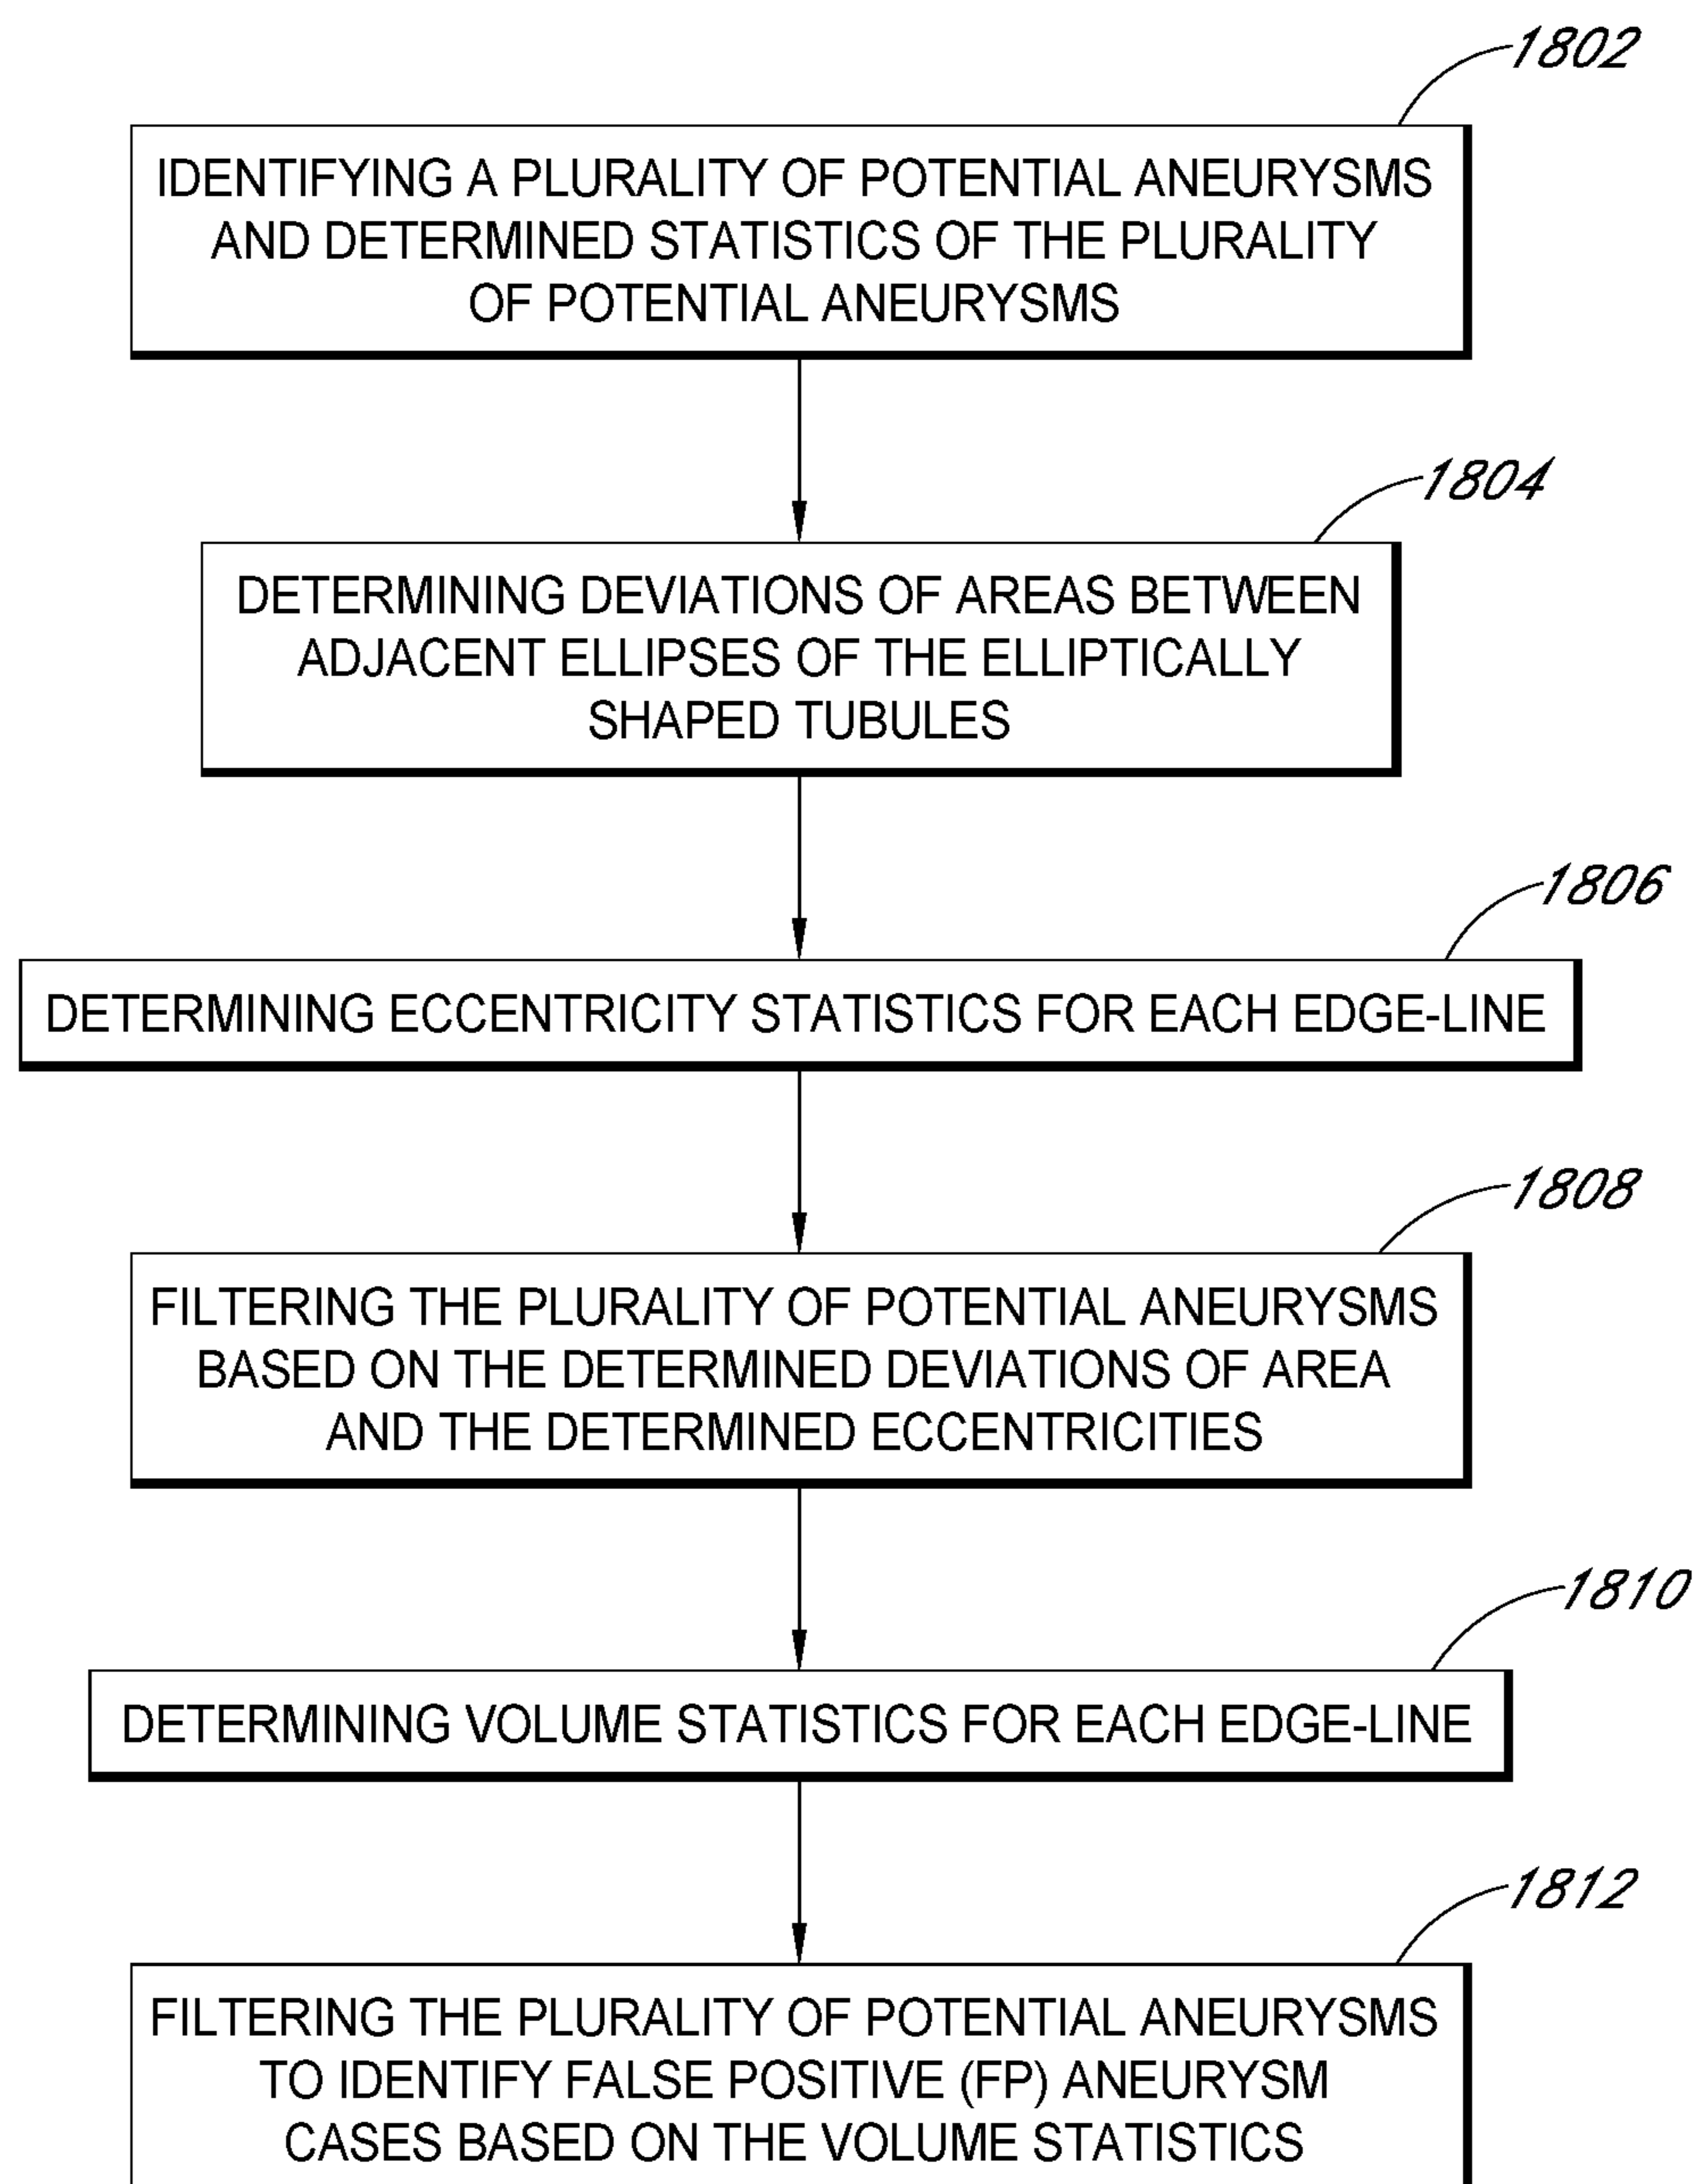 1802
IDENTIFYING A PLURALITY OF POTENTIAL ANEURYSMS
AND DETERMINED STATISTICS OF THE PLURALITY
OF POTENTIAL ANEURYSMS
1804
DETERMINING DEVIATIONS OF AREAS BETWEEN
ADJACENT ELLIPSES OF THE ELLIPTICALLY
SHAPED TUBULES
1806
DETERMINING ECCENTRICITY STATISTICS FOR EACH EDGE-LINE
1808
FILTERING THE PLURALITY OF POTENTIAL ANEURYSMS
BASED ON THE DETERMINED DEVIATIONS OF AREA
AND THE DETERMINED ECCENTRICITIES
1810
DETERMINING VOLUME STATISTICS FOR EACH EDGE-LINE
1812
FILTERING THE PLURALITY OF POTENTIAL ANEURYSMS
TO IDENTIFY FALSE POSITIVE (FP) ANEURYSM
CASES BASED ON THE VOLUME STATISTICS